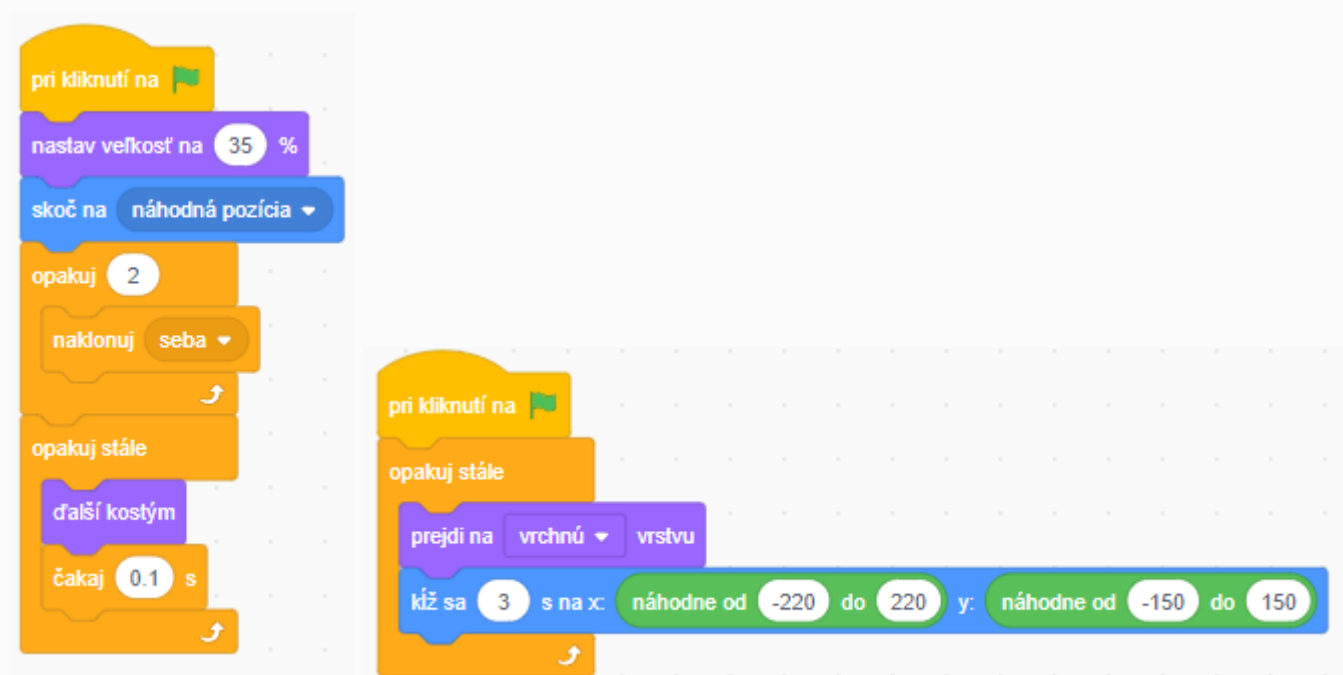 pri kliknutí na
nastav veľkosť na 35 %
skoč na náhodná pozícia
opakuj 2
naklonuj seba
opakuj stále
ďalší kostým
čakaj 0.1 s
pri kliknutí na
opakuj stále
prejdi na vrchnú vrstvu
kĺž sa 3 s na x: náhodne od -220 do 220 y: náhodne od -150 do 150